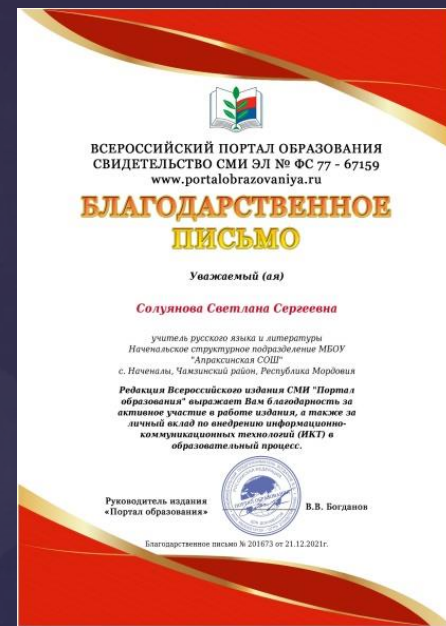 ВСЕРОССИЙСКИЙ ПОРТАЛ ОБРАЗОВАНИЯ
СВИДЕТЕЛЬСТВО СМИ ЭЛ № ФС 77 - 67159
www.portalobrazovaniya.ru
БЛАГОДАРСТВЕННОЕ
ПИСЬМО
Уважаемый (ая)
Солуянова Светлана Сергеевна
учитель русского языка и литературы
Наченальское структурное подразделение МБОУ
"Апраксинская СОШ"
с. Наченалы, Чамзинский район, Республика Мордовия
Редакция Всероссийского издания СМИ "Портал
образования" выражает Вам благодарность за
активное участие в работе издания, а также за
личный вклад по внедрению информационно-
коммуникационных технологий (ИКТ) в
образовательный процесс.
Руководитель издания
«Портал образования»
В.В. Богданов
Благодарственное письмо № 201673 от 21.12.2021г.